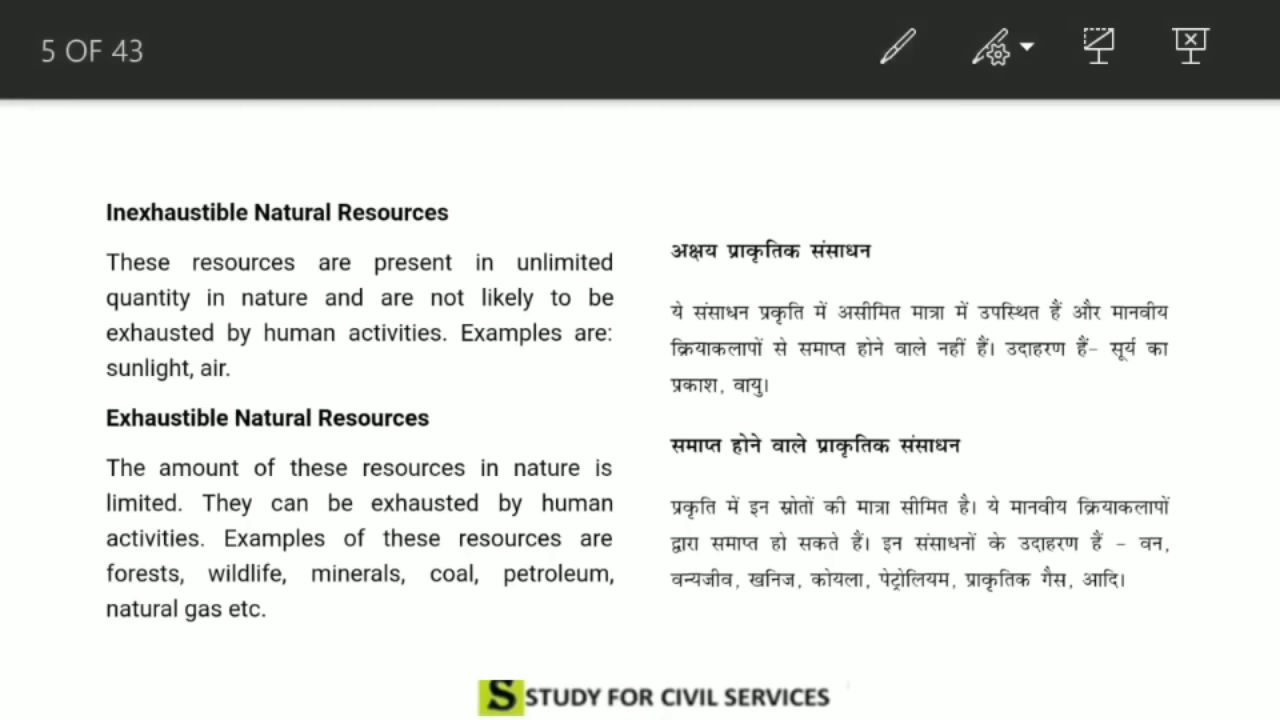 5 OF 43
Inexhaustible Natural Resources
These resources are present in unlimited
quantity in nature and are not likely to be
exhausted by human activities. Examples are:
sunlight, air.
Exhaustible Natural Resources
The amount of these resources in nature is
limited. They can be exhausted by human
activities. Examples of these resources are
forests, wildlife, minerals, coal, petroleum,
natural gas etc.
अक्षय प्राकृतिक संसाधन
ये संसाधन प्रकृति में असीमित मात्रा में उपस्थित हैं और मानवीय
क्रियाकलापों से समाप्त होने वाले नहीं हैं। उदाहरण हैं- सूर्य का
प्रकाश, वायु।
समाप्त होने वाले प्राकृतिक संसाधन
प्रकृति में इन स्रोतों की मात्रा सीमित है। ये मानवीय क्रियाकलापों
द्वारा समाप्त हो सकते हैं। इन संसाधनों के उदाहरण हैं - वन,
वन्यजीव, खनिज, कोयला, पेट्रोलियम, प्राकृतिक गैस, आदि।
S STUDY FOR CIVIL SERVICES